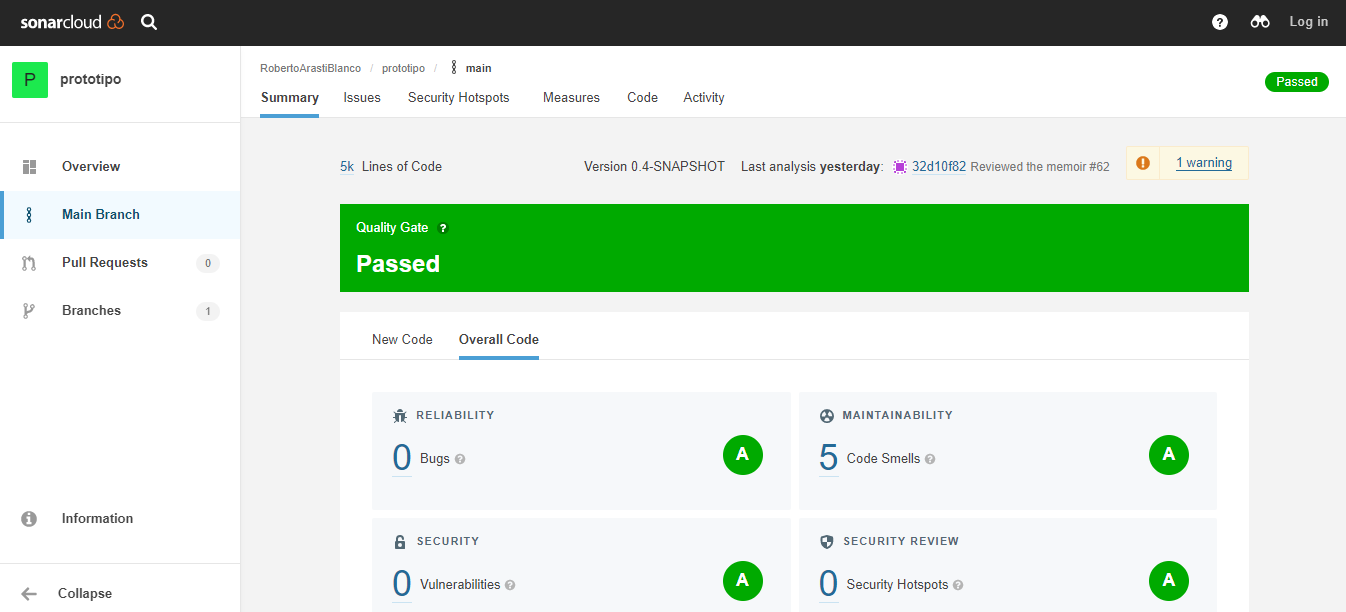 sonarcloud
? Log in
P prototipo
RobertoArastiBlanco / prototipo / main
Passed
Summary Issues Security Hotspots Measures Code Activity
Overview
Main Branch
Pull Requests 0
Branches 1
Information
Collapse
5k Lines of Code Version 0.4-SNAPSHOT Last analysis yesterday: 32d10f82 Reviewed the memoir #62
1 warning
Quality Gate ?
Passed
New Code Overall Code
RELIABILITY
0 Bugs ? A
MAINTAINABILITY
5 Code Smells ? A
SECURITY
0 Vulnerabilities ? A
SECURITY REVIEW
0 Security Hotspots ? A